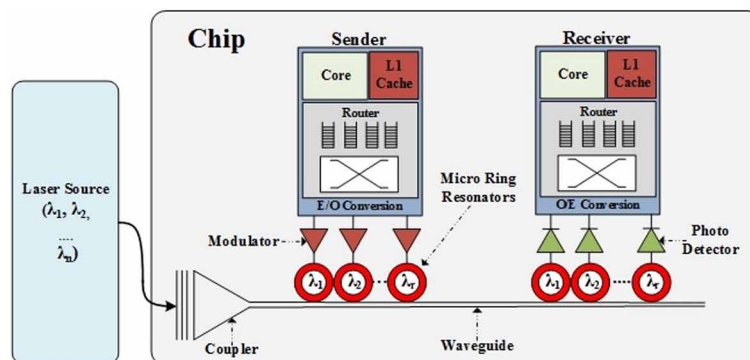 Chip
Sender
Receiver
Core
L1
Cache
Core
L1
Cache
Router
Router
Laser Source
(λ1, λ2,
....
λn)
E/O Conversion
O/E Conversion
Micro Ring
Resonators
Modulator
Photo
Detector
λ1 λ2 ···· λr
λ1 λ2 ···· λr
Coupler
Waveguide